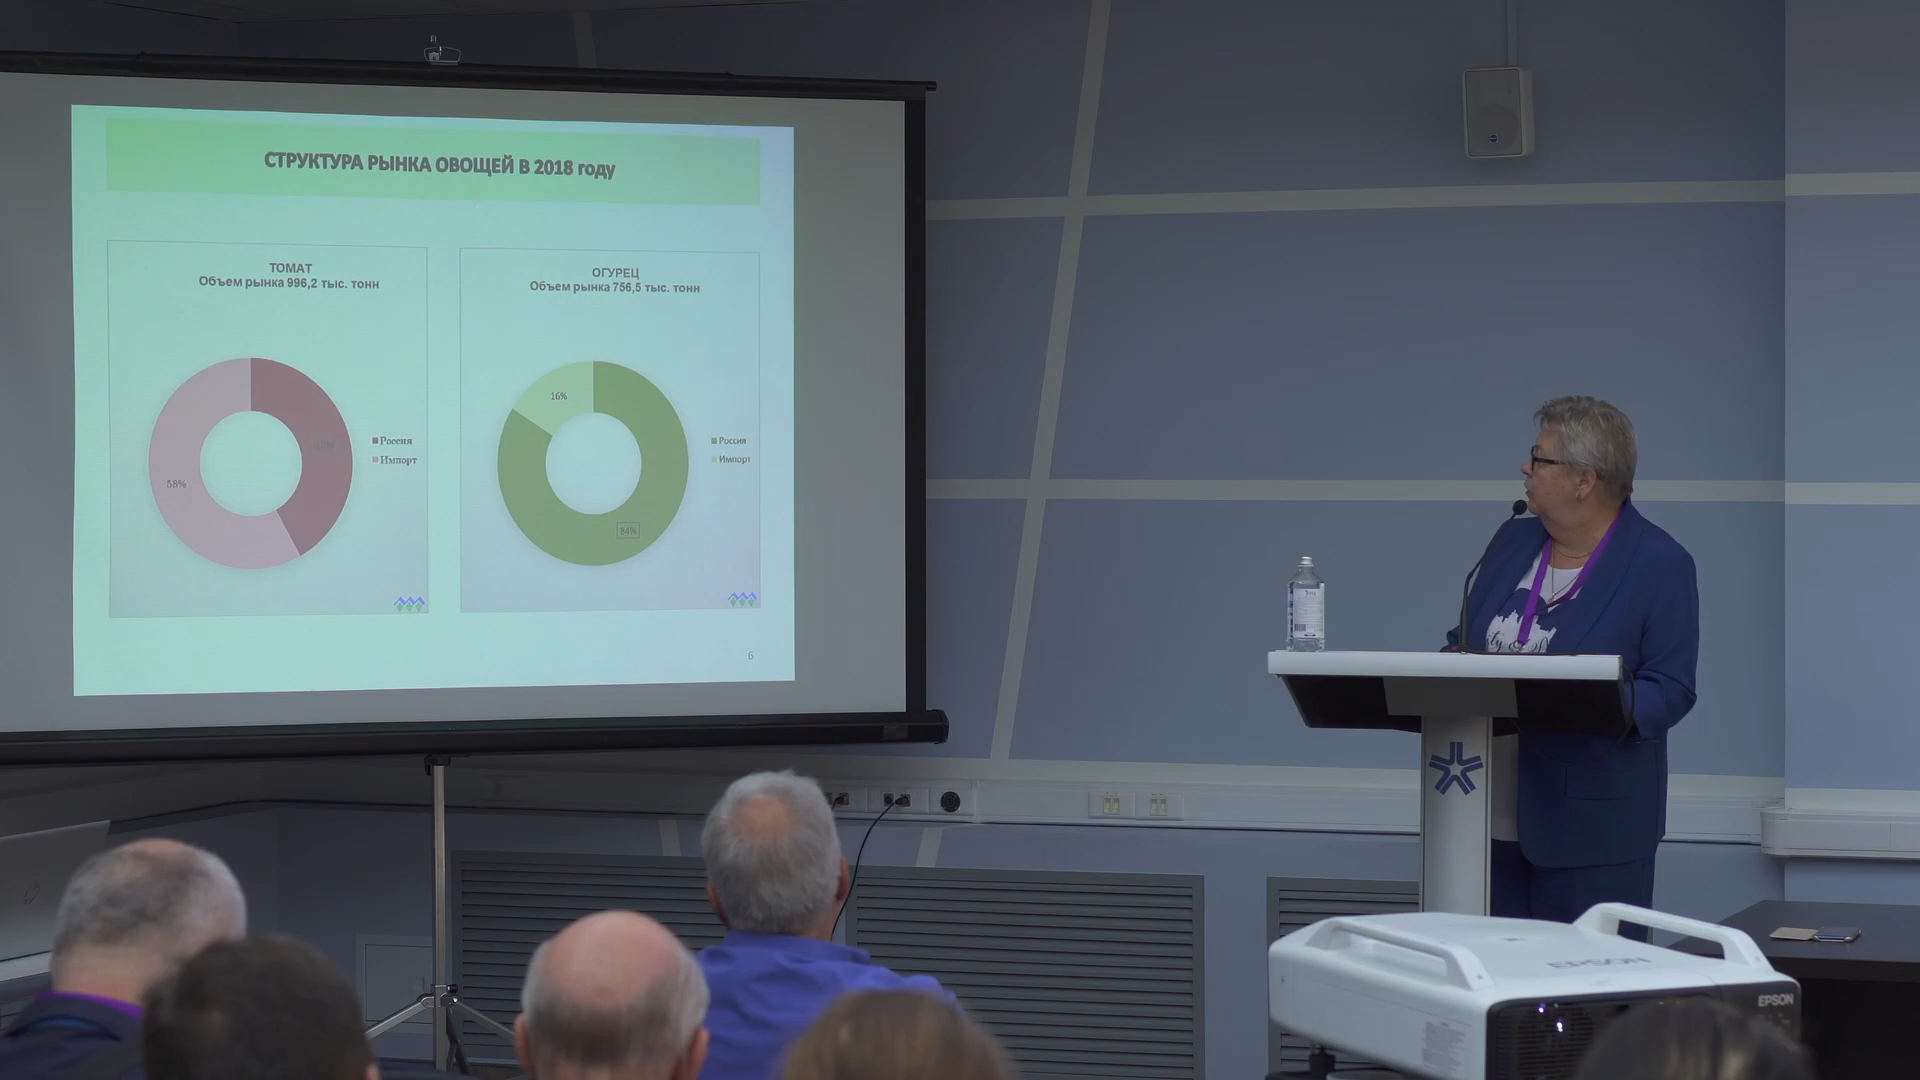 СТРУКТУРА РЫНКА ОВОЩЕЙ В 2018 году
ТОМАТ
Объем рынка 996,2 тыс. тонн
58%
Россия
Импорт
ОГУРЕЦ
Объем рынка 756,5 тыс. тонн
16%
84%
Россия
Импорт
6
EPSON
EPSON